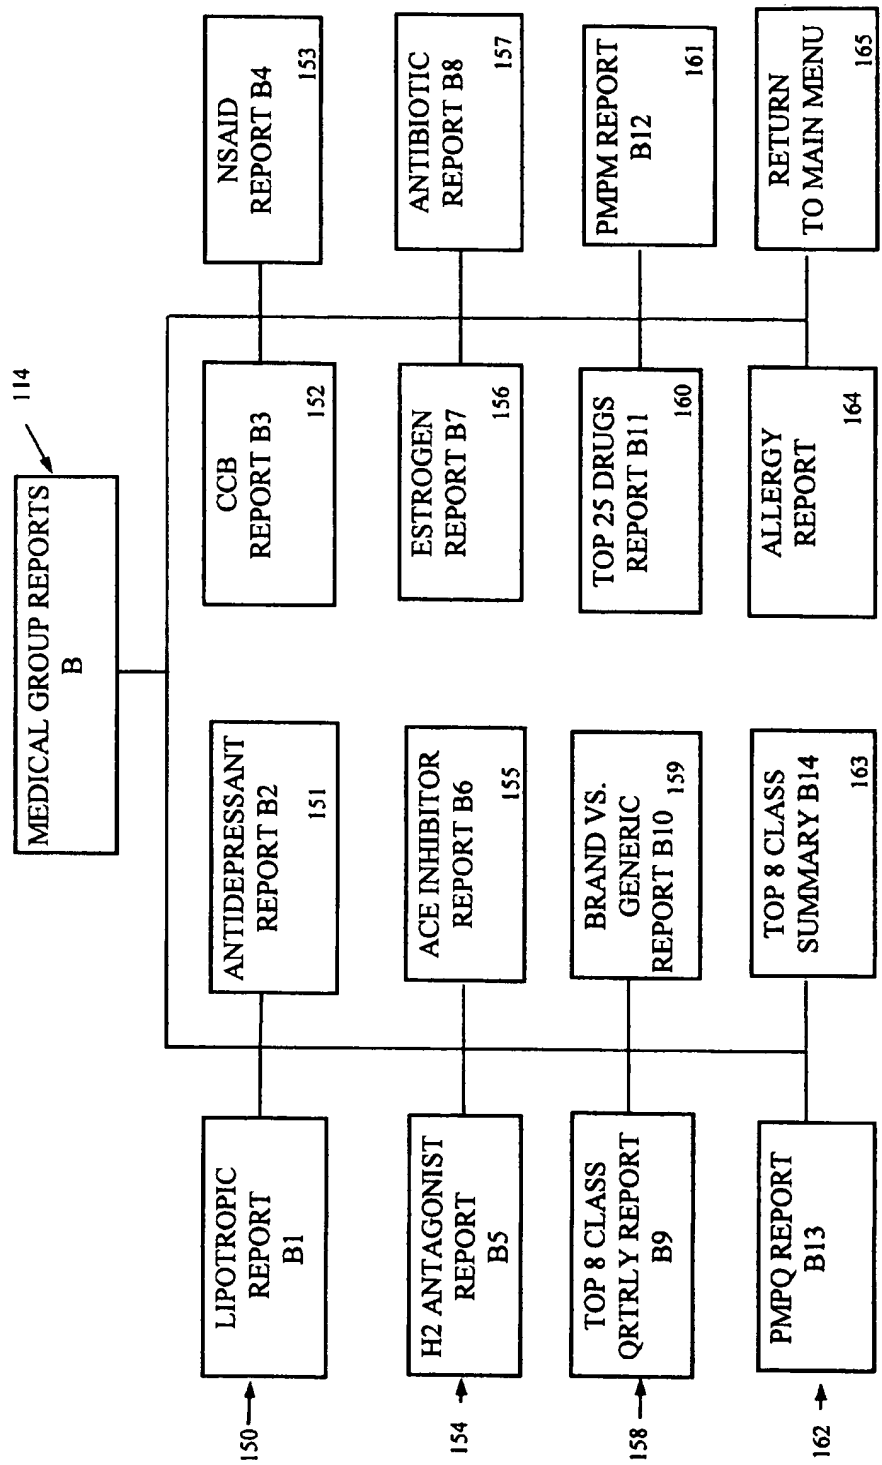 MEDICAL GROUP REPORTS
B
114
150
LIPOTROPIC
REPORT
B1
ANTIDEPRESSANT
REPORT B2
151
CCB
REPORT B3
152
NSAID
REPORT B4
153
154
H2 ANTAGONIST
REPORT
B5
ACE INHIBITOR
REPORT B6
155
ESTROGEN
REPORT B7
156
ANTIBIOTIC
REPORT B8
157
158
TOP 8 CLASS
QRTRLY REPORT
B9
BRAND VS.
GENERIC
REPORT B10
159
TOP 25 DRUGS
REPORT B11
160
PMPM REPORT
B12
161
162
PMPQ REPORT
B13
TOP 8 CLASS
SUMMARY B14
163
ALLERGY
REPORT
164
RETURN
TO MAIN MENU
165